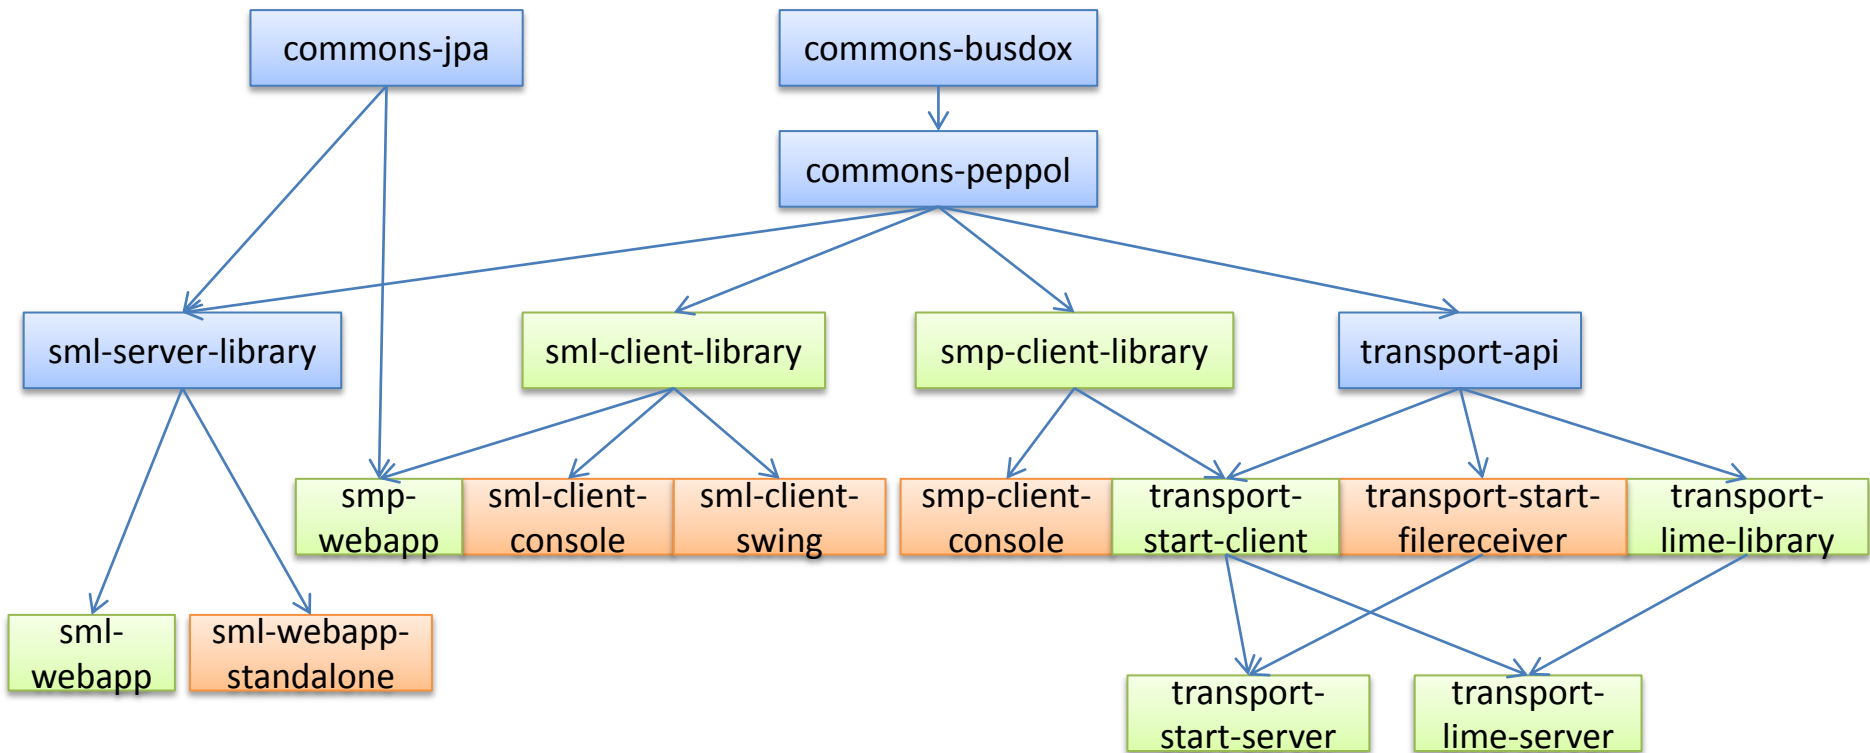 commons-jpa
commons-busdox
commons-peppol
sml-server-library
sml-client-library
smp-client-library
transport-api
smp-
webapp
sml-client-
console
sml-client-
swing
smp-client-
console
transport-
start-client
transport-start-
filereceiver
transport-
lime-library
sml-
webapp
sml-webapp-
standalone
transport-
start-server
transport-
lime-server